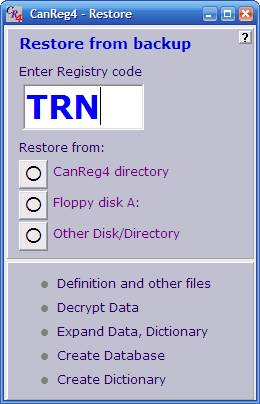 CR4 CanReg4 - Restore
Restore from backup
?
Enter Registry code
TRN
Restore from:
CanReg4 directory
Floppy disk A:
Other Disk/Directory
Definition and other files
Decrypt Data
Expand Data, Dictionary
Create Database
Create Dictionary